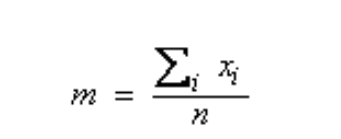 m = ∑i xi / n